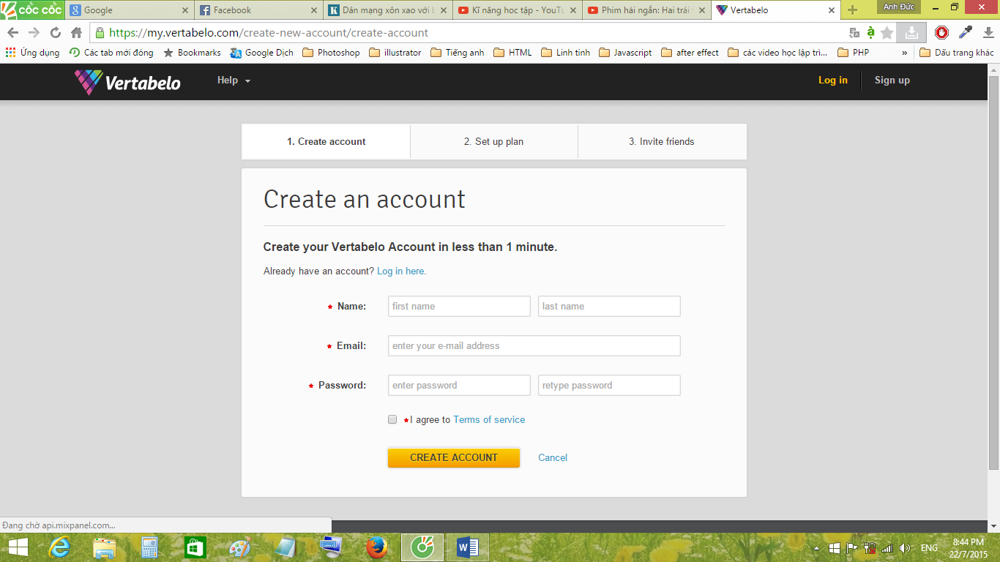 CỐC CỐC
Google
Facebook
Dân mạng xôn xao với
Kĩ năng học tập - YouTu
Phim hài ngắn: Hai trái
Vertabelo
Anh Đức
https://my.vertabelo.com/create-new-account/create-account
Ứng dụng
Các tab mới đóng
Bookmarks
Google Dịch
Photoshop
illustrator
Tiếng anh
HTML
Linh tinh
Javascript
after effect
các video học lập trì...
PHP
»
Dấu trang khác
Vertabelo
Help
Log in
Sign up
1. Create account
2. Set up plan
3. Invite friends
Create an account
Create your Vertabelo Account in less than 1 minute.
Already have an account? Log in here.
* Name:
first name
last name
* Email:
enter your e-mail address
* Password:
enter password
retype password
* I agree to Terms of service
CREATE ACCOUNT
Cancel
Đang chờ api.mixpanel.com...
ENG
8:44 PM
22/7/2015